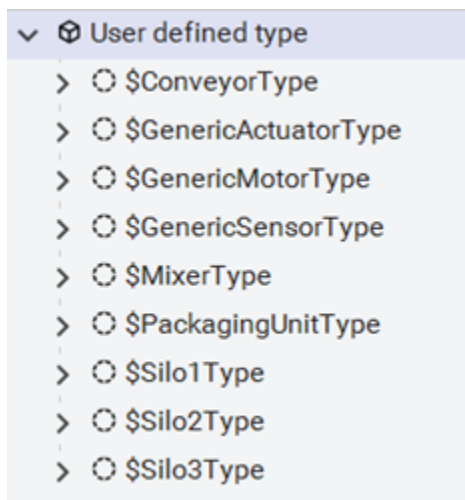 User defined type
$ConveyorType
$GenericActuatorType
$GenericMotorType
$GenericSensorType
$MixerType
$PackagingUnitType
$Silo1Type
$Silo2Type
$Silo3Type